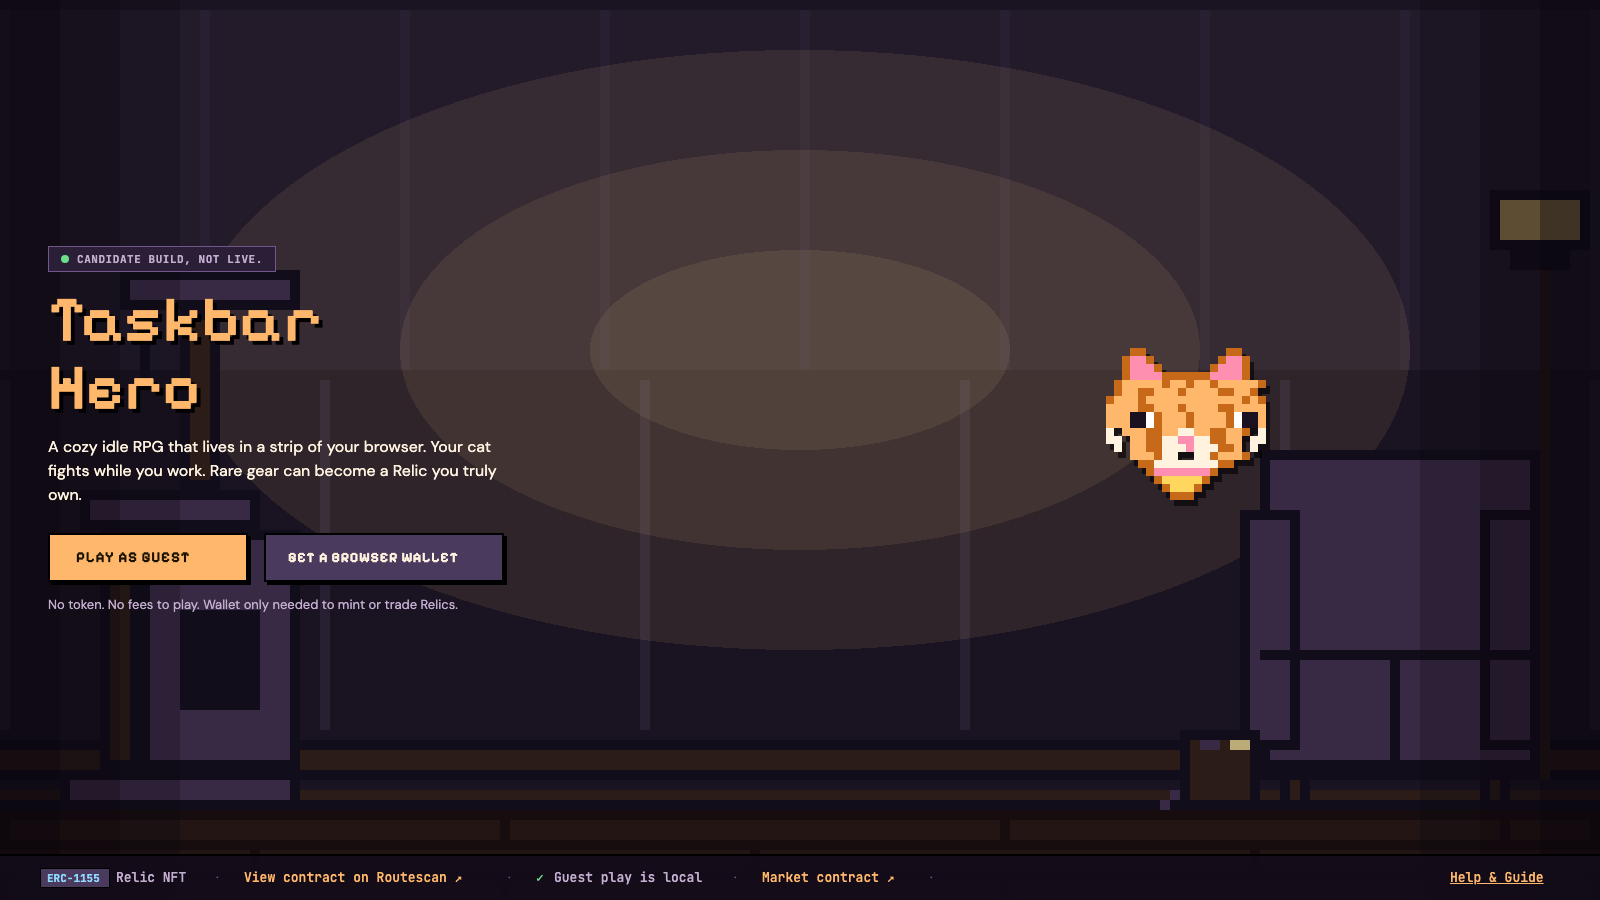 CANDIDATE BUILD, NOT LIVE.
Taskbar
Hero
A cozy idle RPG that lives in a strip of your browser. Your cat
fights while you work. Rare gear can become a Relic you truly
own.
PLAY AS GUEST
GET A BROWSER WALLET
No token. No fees to play. Wallet only needed to mint or trade Relics.
ERC-1155 Relic NFT · View contract on Routescan ↗ · ✓ Guest play is local · Market contract ↗ ·
Help & Guide